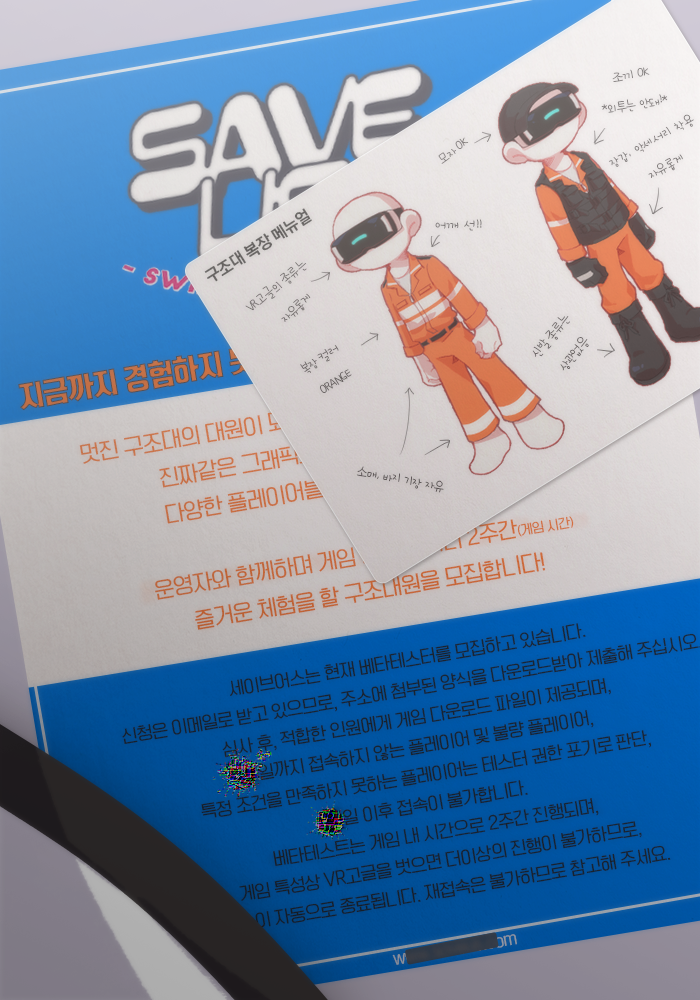 SAVE
US
- SW
지금까지 경험하지 못
멋진 구조대의 대원이 되
진짜같은 그래픽
다양한 플레이어블
2주간(게임 시간)
운영자와 함께하며 게임
즐거운 체험을 할 구조대원을 모집합니다!
세이브어스는 현재 베타테스터를 모집하고 있습니다.
신청은 이메일로 받고 있으므로, 주소에 첨부된 양식을 다운로드받아 제출해 주십시오.
심사 후, 적합한 인원에게 게임 다운로드 파일이 제공되며,
일까지 접속하지 않는 플레이어 및 불량 플레이어,
특정 조건을 만족하지 못하는 플레이어는 테스터 권한 포기로 판단,
일 이후 접속이 불가합니다.
베타테스트는 게임 내 시간으로 2주간 진행되며,
게임 특성상 VR고글을 벗으면 더이상의 진행이 불가하므로,
이 자동으로 종료됩니다. 재접속은 불가하므로 참고해 주세요.
w om
구조대 복장 메뉴얼
VR고글의 종류는
자유롭게
어깨 선!!
복장 컬러
ORANGE
소매, 바지 기장 자유
모자 OK
조끼 OK
*외투는 안돼!*
장갑, 악세서리 착용
자유롭게
신발 종류는
상관없음